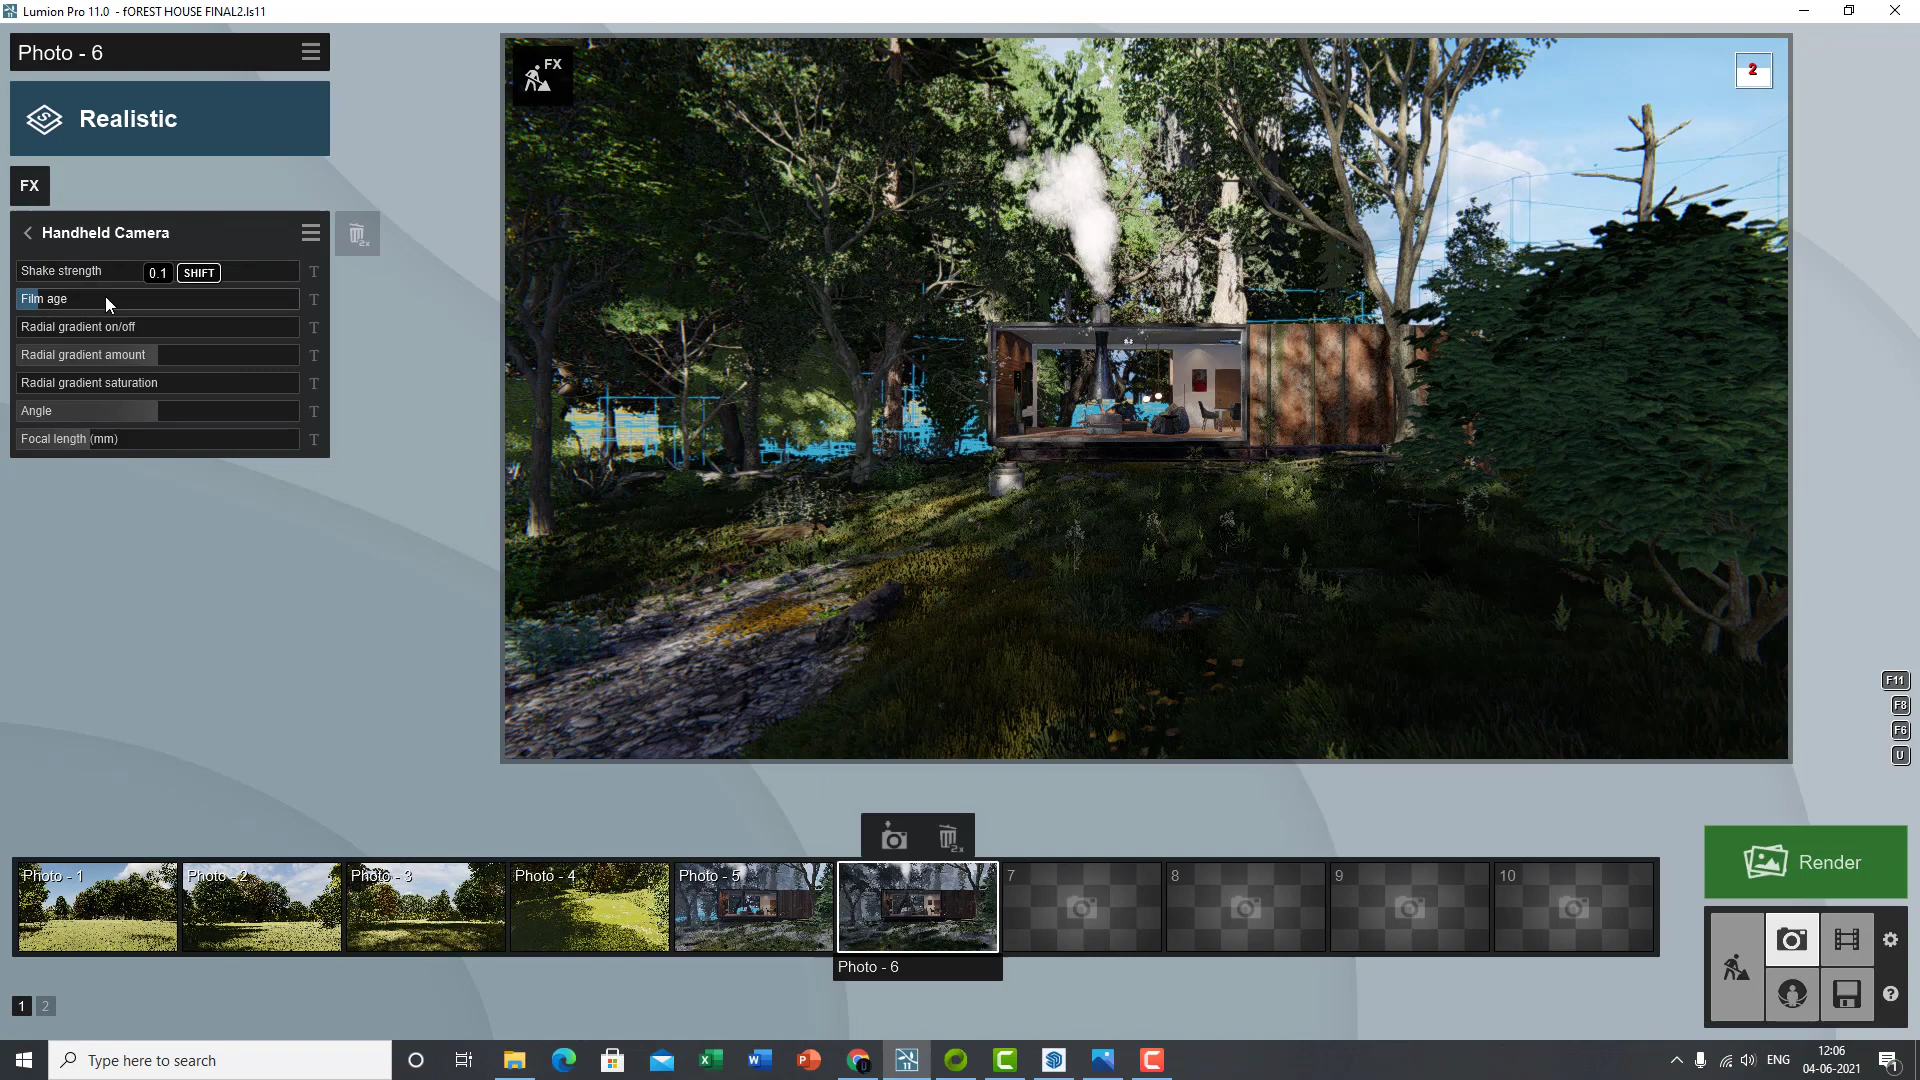 Lumion Pro 11.0 - fOREST HOUSE FINAL2.ls11
Photo - 6
Realistic
FX
Handheld Camera
2x
Shake strength
0.1
SHIFT
T
Film age
T
Radial gradient on/off
T
Radial gradient amount
T
Radial gradient saturation
T
Angle
T
Focal length (mm)
T
FX
2
F11
F8
F6
U
2x
Photo - 1
Photo - 2
Photo - 3
Photo - 4
Photo - 5
7
8
9
10
Photo - 6
Render
1
2
?
Type here to search
ENG
12:06
04-06-2021
1